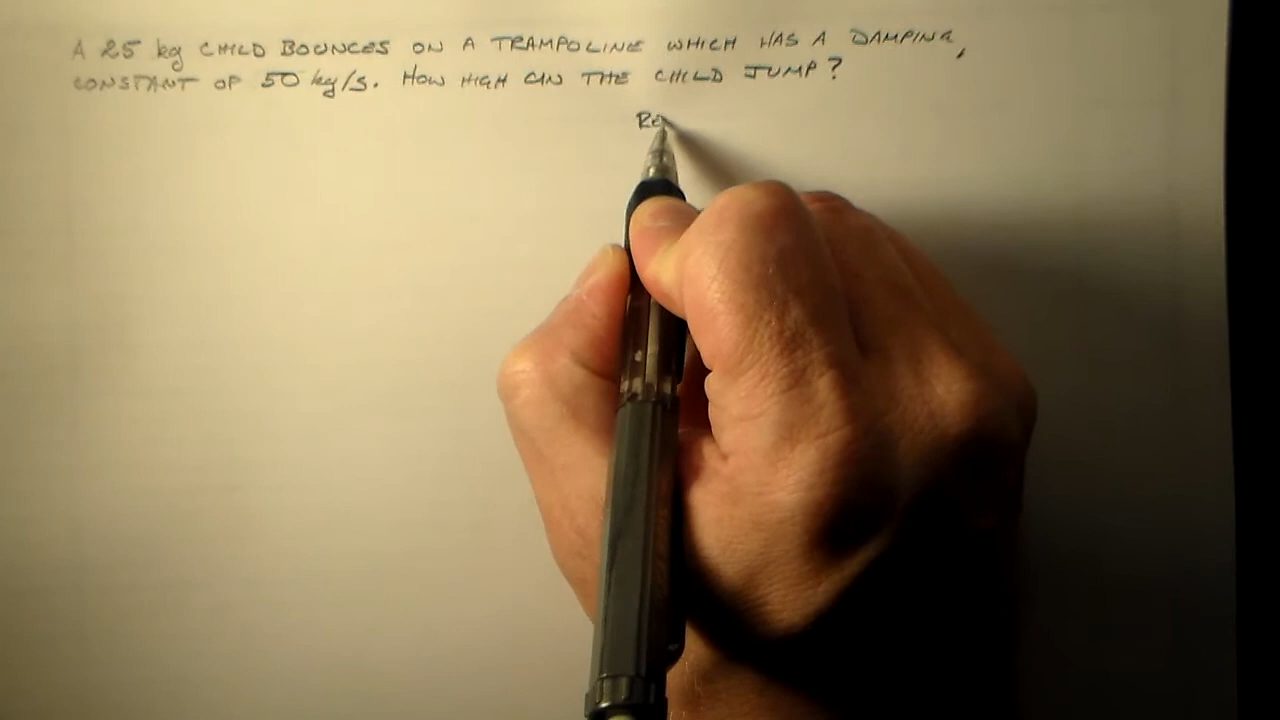 A 25 kg CHILD BOUNCES ON A TRAMPOLINE WHICH HAS A DAMPING,
CONSTANT OF 50 kg/s. HOW HIGH CAN THE CHILD JUMP?
Re